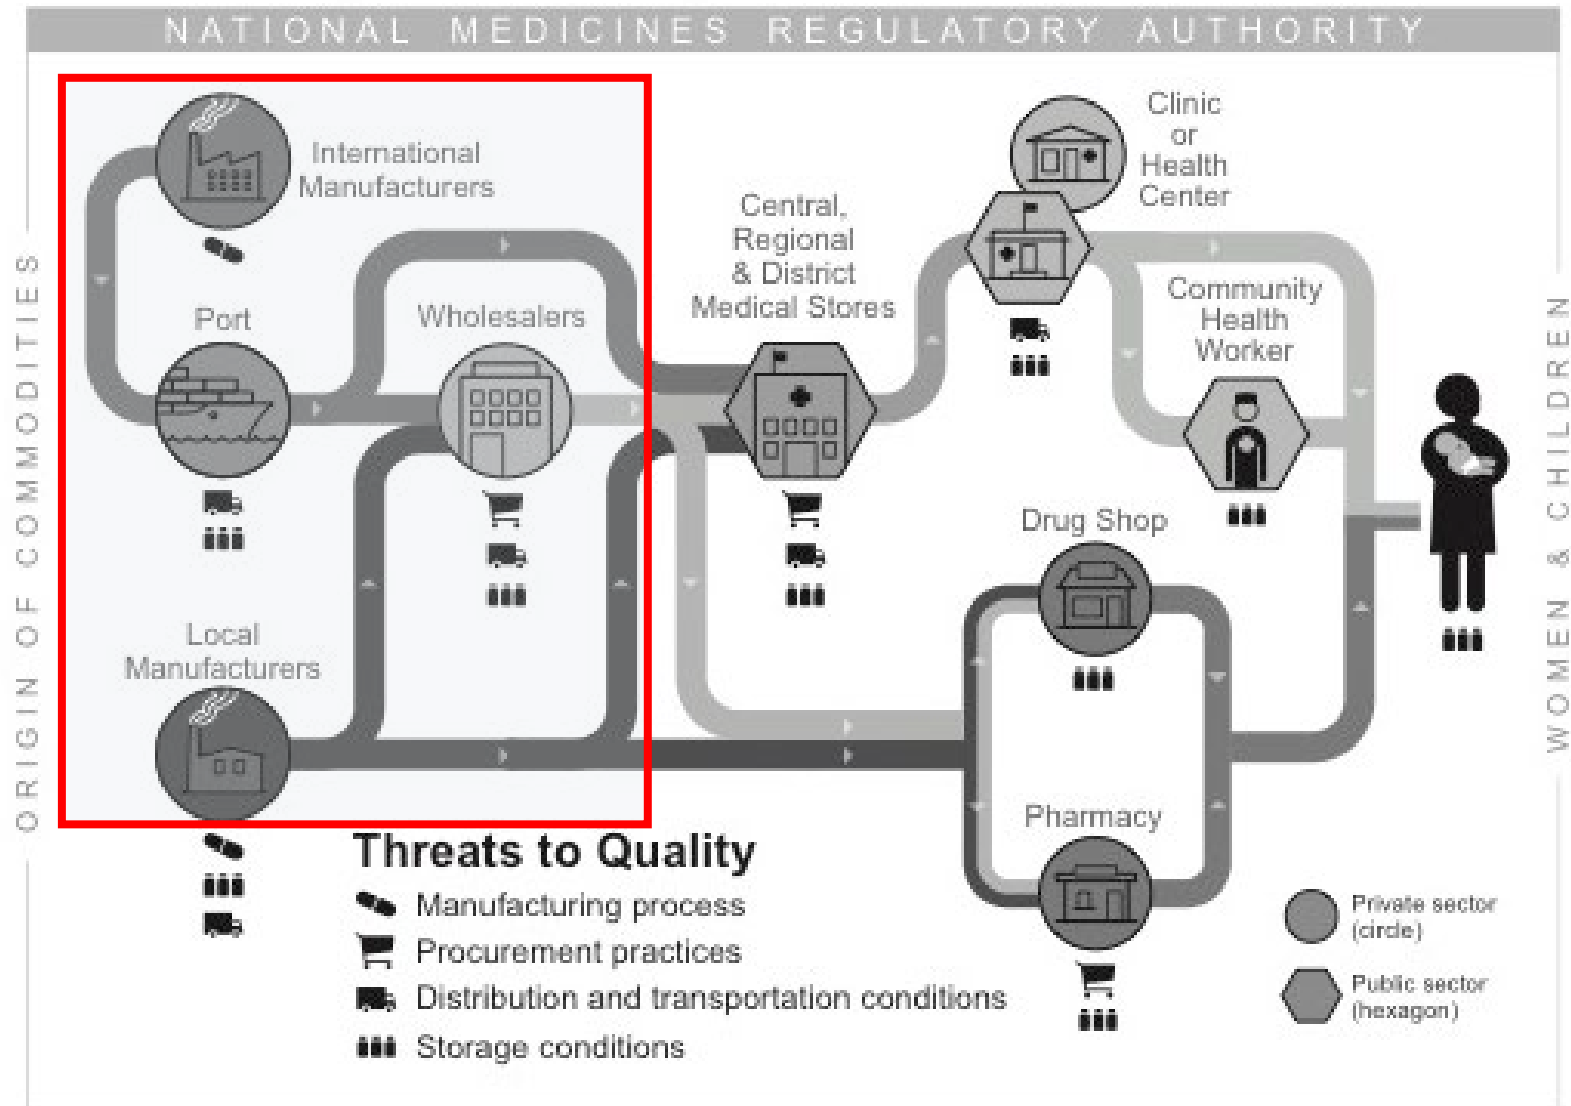 NATIONAL MEDICINES REGULATORY AUTHORITY
ORIGIN OF COMMODITIES
International
Manufacturers
Port
Wholesalers
Local
Manufacturers
Central,
Regional
& District
Medical Stores
Clinic
or
Health
Center
Community
Health
Worker
Drug Shop
Pharmacy
WOMEN & CHILDREN
Threats to Quality
Manufacturing process
Procurement practices
Distribution and transportation conditions
Storage conditions
Private sector
(circle)
Public sector
(hexagon)